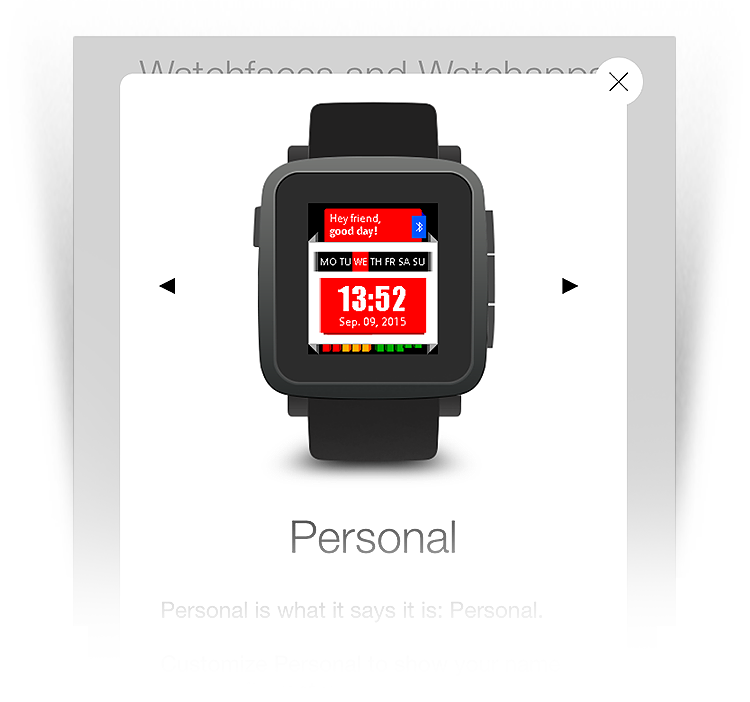 Watchfaces and Watchapps
Hey friend,
good day!
MO TU WE TH FR SA SU
13:52
Sep. 09, 2015
Personal
Personal is what it says it is: Personal.